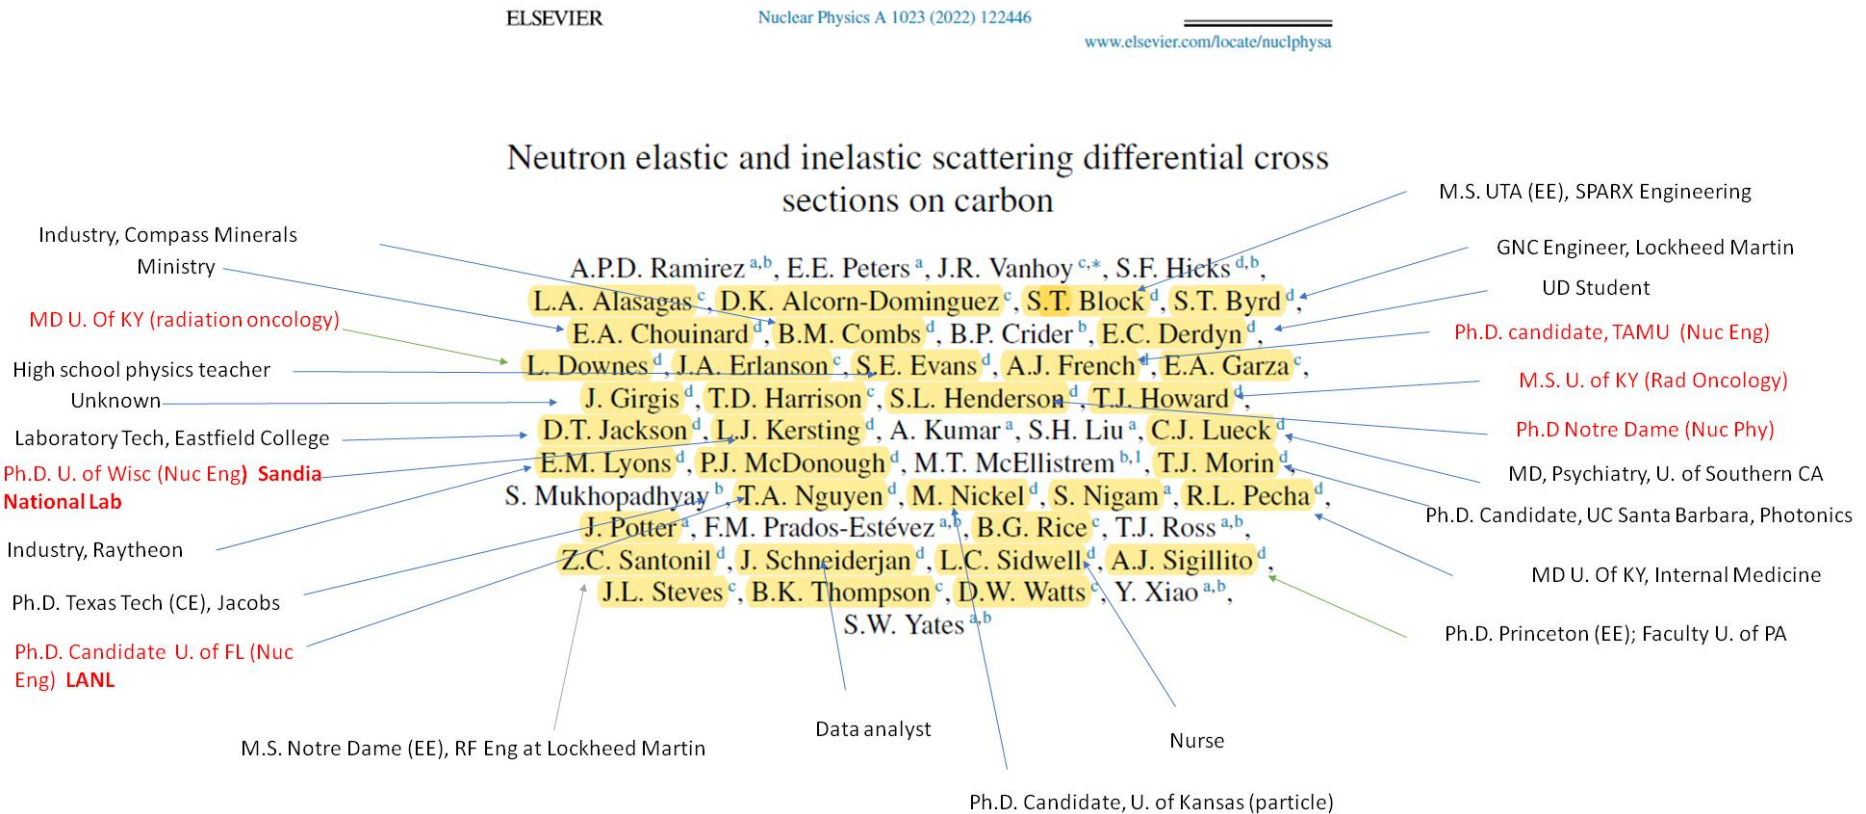 ELSEVIER
Nuclear Physics A 1023 (2022) 122446
www.elsevier.com/locate/nuclphysa
Neutron elastic and inelastic scattering differential cross
sections on carbon
A.P.D. Ramirez a,b, E.E. Peters a, J.R. Vanhoy c,*, S.F. Hicks d,b,
L.A. Alasagas c, D.K. Alcorn-Dominguez c, S.T. Block d, S.T. Byrd d,
E.A. Chouinard d, B.M. Combs d, B.P. Crider b, E.C. Derdyn d,
L. Downes d, J.A. Erlanson c, S.E. Evans d, A.J. French d, E.A. Garza c,
J. Girgis d, T.D. Harrison c, S.L. Henderson d, T.J. Howard d,
D.T. Jackson d, L.J. Kersting d, A. Kumar a, S.H. Liu a, C.J. Lueck d,
E.M. Lyons d, P.J. McDonough d, M.T. McEllistrem b,1, T.J. Morin d,
S. Mukhopadhyay b, T.A. Nguyen d, M. Nickel d, S. Nigam a, R.L. Pecha d,
J. Potter a, F.M. Prados-Estévez a,b, B.G. Rice c, T.J. Ross a,b,
Z.C. Santonil d, J. Schneiderjan d, L.C. Sidwell d, A.J. Sigillito d,
J.L. Steves c, B.K. Thompson c, D.W. Watts c, Y. Xiao a,b,
S.W. Yates a,b
Industry, Compass Minerals
Ministry
MD U. Of KY (radiation oncology)
High school physics teacher
Unknown
Laboratory Tech, Eastfield College
Ph.D. U. of Wisc (Nuc Eng) Sandia
National Lab
Industry, Raytheon
Ph.D. Texas Tech (CE), Jacobs
Ph.D. Candidate U. of FL (Nuc
Eng) LANL
M.S. Notre Dame (EE), RF Eng at Lockheed Martin
Data analyst
Nurse
Ph.D. Candidate, U. of Kansas (particle)
M.S. UTA (EE), SPARX Engineering
GNC Engineer, Lockheed Martin
UD Student
Ph.D. candidate, TAMU (Nuc Eng)
M.S. U. of KY (Rad Oncology)
Ph.D Notre Dame (Nuc Phy)
MD, Psychiatry, U. of Southern CA
Ph.D. Candidate, UC Santa Barbara, Photonics
MD U. Of KY, Internal Medicine
Ph.D. Princeton (EE); Faculty U. of PA